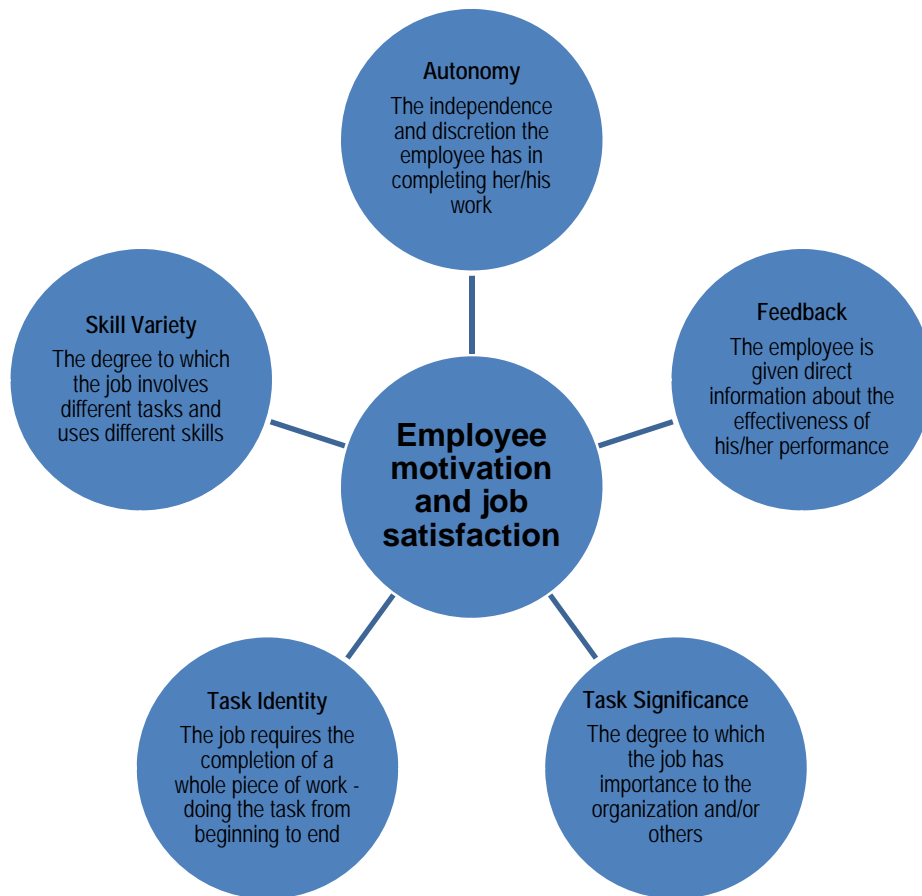 Autonomy
The independence
and discretion the
employee has in
completing her/his
work
Feedback
The employee is
given direct
information about the
effectiveness of
his/her performance
Task Significance
The degree to which
the job has
importance to the
organization and/or
others
Task Identity
The job requires the
completion of a
whole piece of work -
doing the task from
beginning to end
Skill Variety
The degree to which
the job involves
different tasks and
uses different skills
Employee
motivation
and job
satisfaction